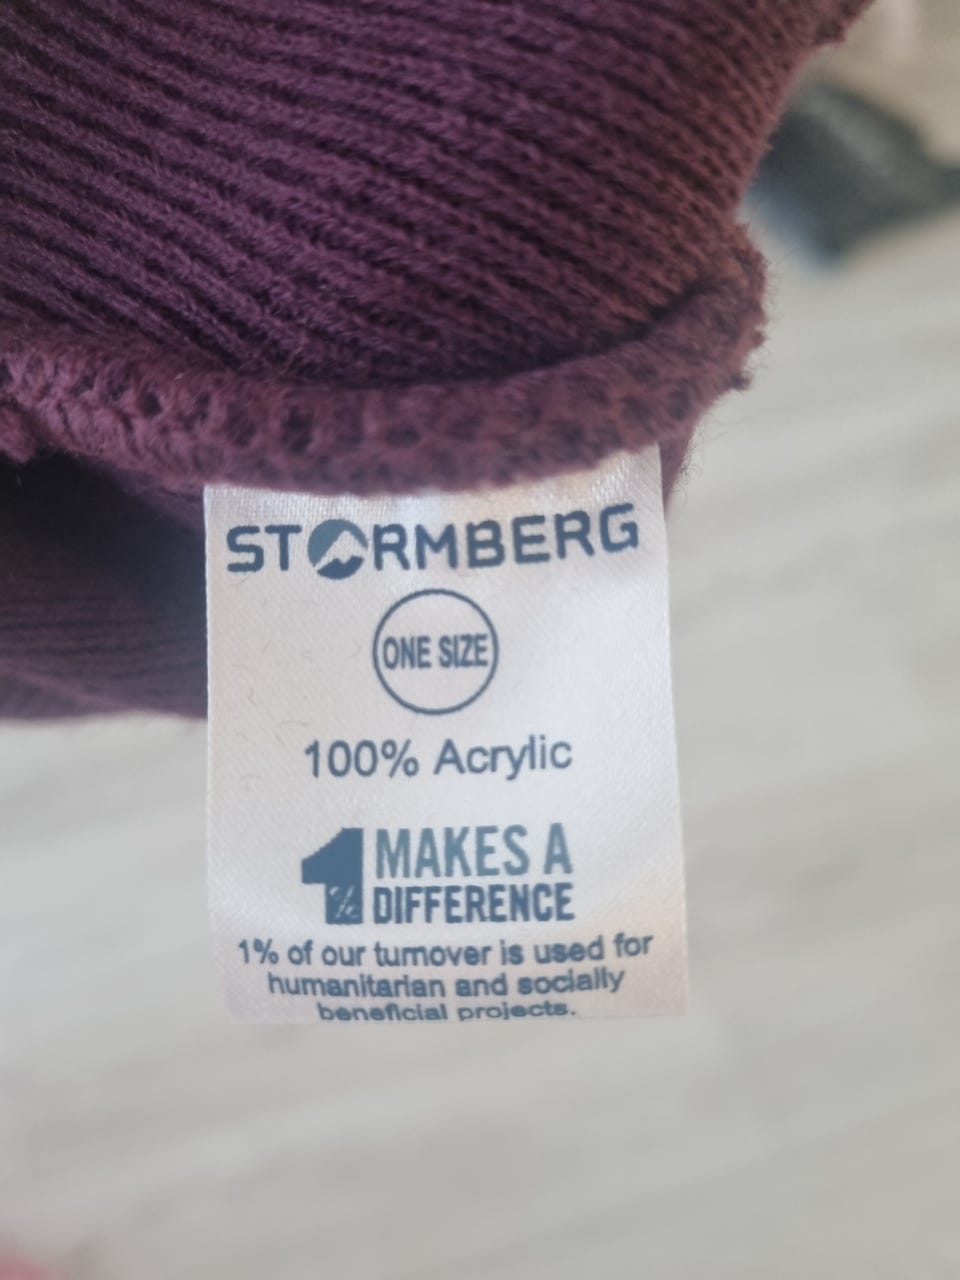 STORMBERG
ONE SIZE
100% Acrylic
1% MAKES A
DIFFERENCE
1% of our turnover is used for
humanitarian and socially
beneficial projects.